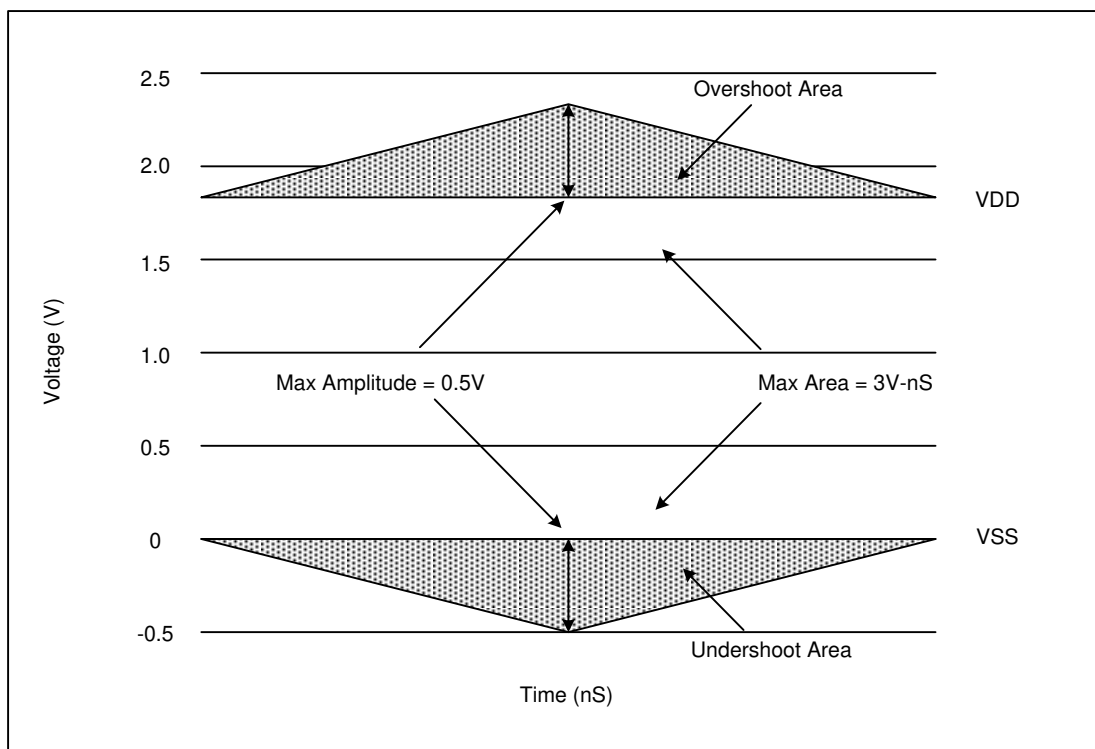 2.5
Overshoot Area
2.0
VDD
1.5
Voltage (V)
1.0
Max Amplitude = 0.5V
Max Area = 3V-nS
0.5
0
VSS
-0.5
Undershoot Area
Time (nS)